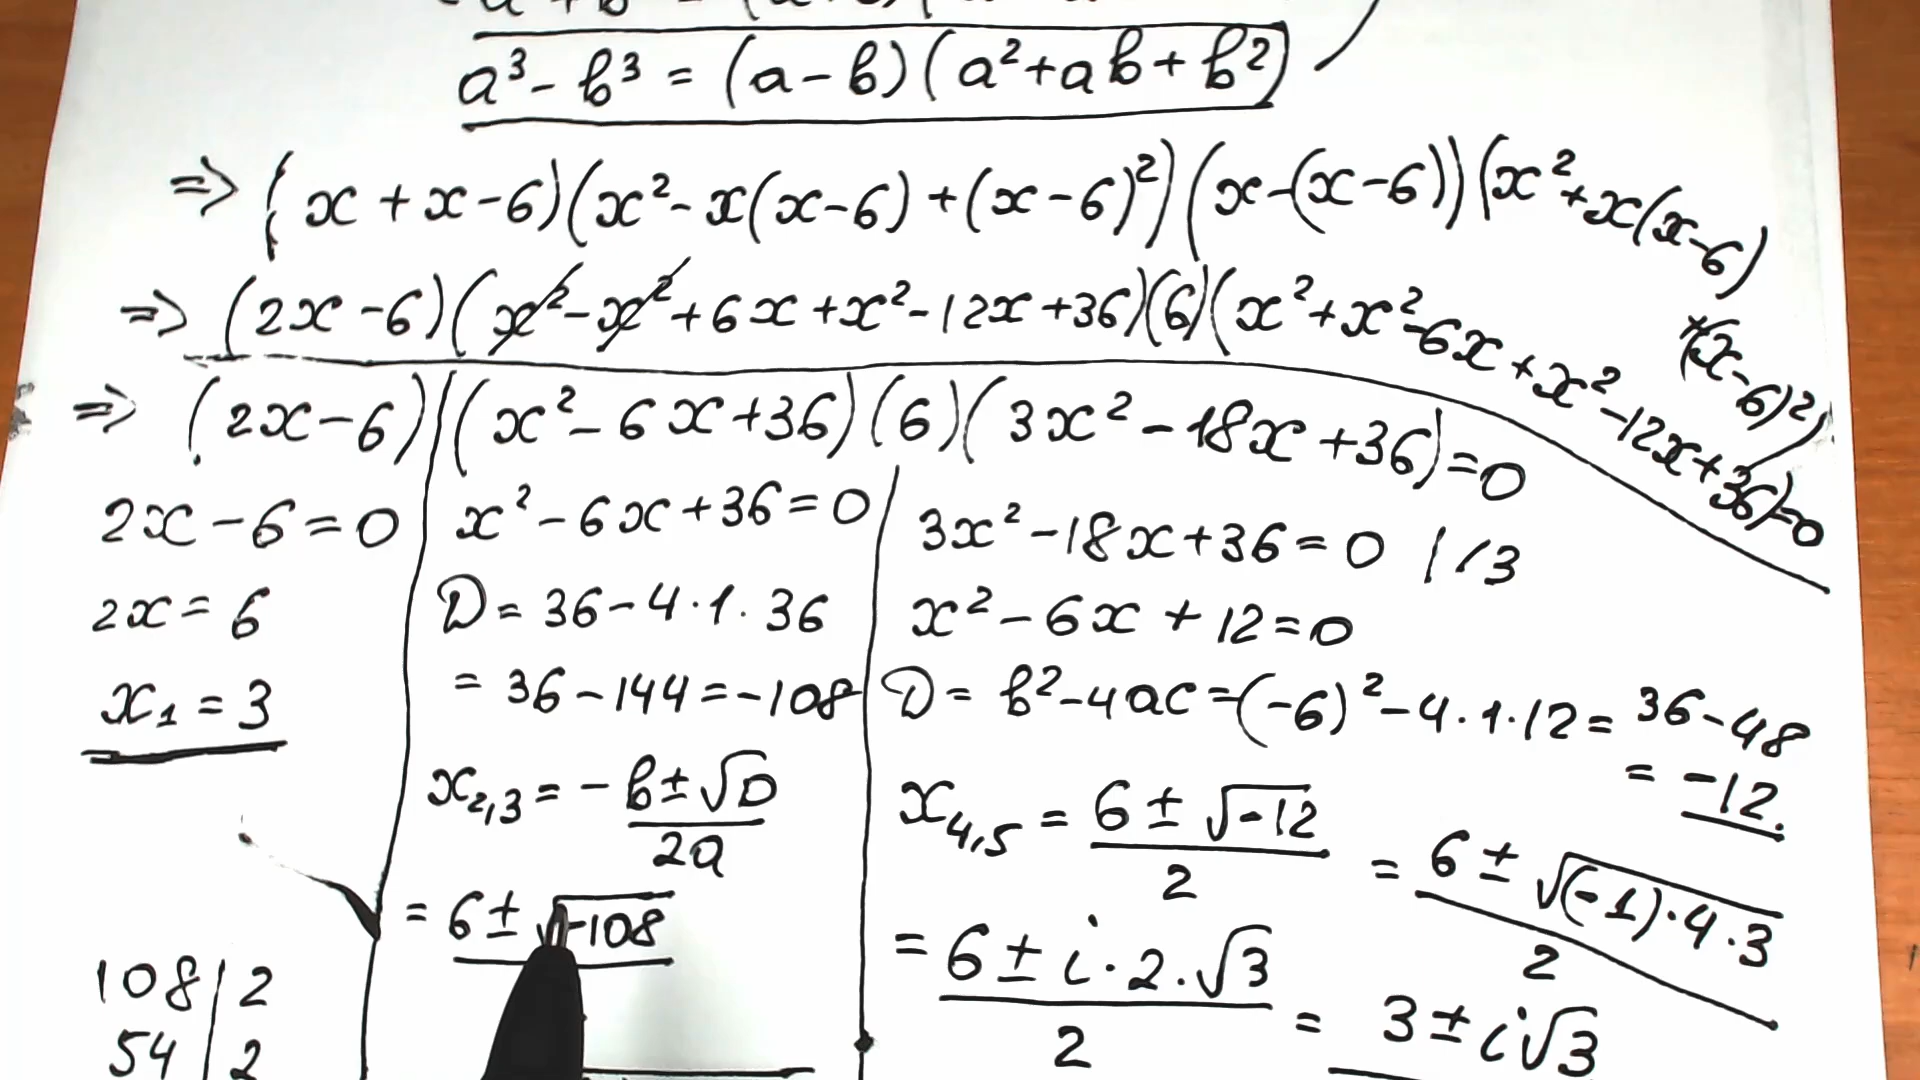 a³ - b³ = (a - b)(a² + ab + b²)
=> (x + x - 6)(x² - x(x - 6) + (x - 6)²)(x - (x - 6))(x² + x(x - 6)
+(x - 6)²)
=> (2x - 6)(x² - x² + 6x + x² - 12x + 36)(6)(x² + x² - 6x + x² - 12x + 36) = 0
=> (2x - 6)(x² - 6x + 36)(6)(3x² - 18x + 36) = 0
2x - 6 = 0
2x = 6
x₁ = 3
108 | 2
54 | 2
x² - 6x + 36 = 0
D = 36 - 4 · 1 · 36
= 36 - 144 = -108
x₂,₃ = -b ± √D / 2a
= 6 ± √-108
3x² - 18x + 36 = 0 | /3
x² - 6x + 12 = 0
D = b² - 4ac = (-6)² - 4 · 1 · 12 = 36 - 48
= -12.
x₄,₅ = 6 ± √-12 / 2 = 6 ± √(-1) · 4 · 3 / 2
= 6 ± i · 2 · √3 / 2 = 3 ± i√3